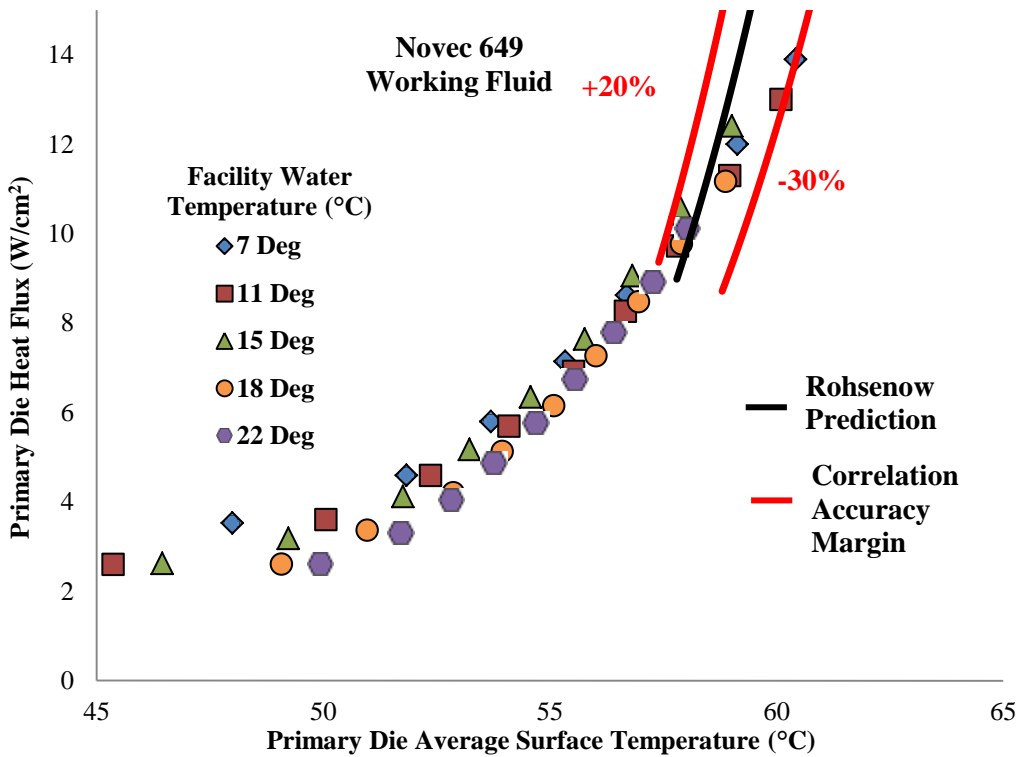 Novec 649
Working Fluid
+20%
-30%
Facility Water
Temperature (°C)
7 Deg
11 Deg
15 Deg
18 Deg
22 Deg
Rohsenow
Prediction
Correlation
Accuracy
Margin
Primary Die Heat Flux (W/cm²)
14
12
10
8
6
4
2
0
45
50
55
60
65
Primary Die Average Surface Temperature (°C)